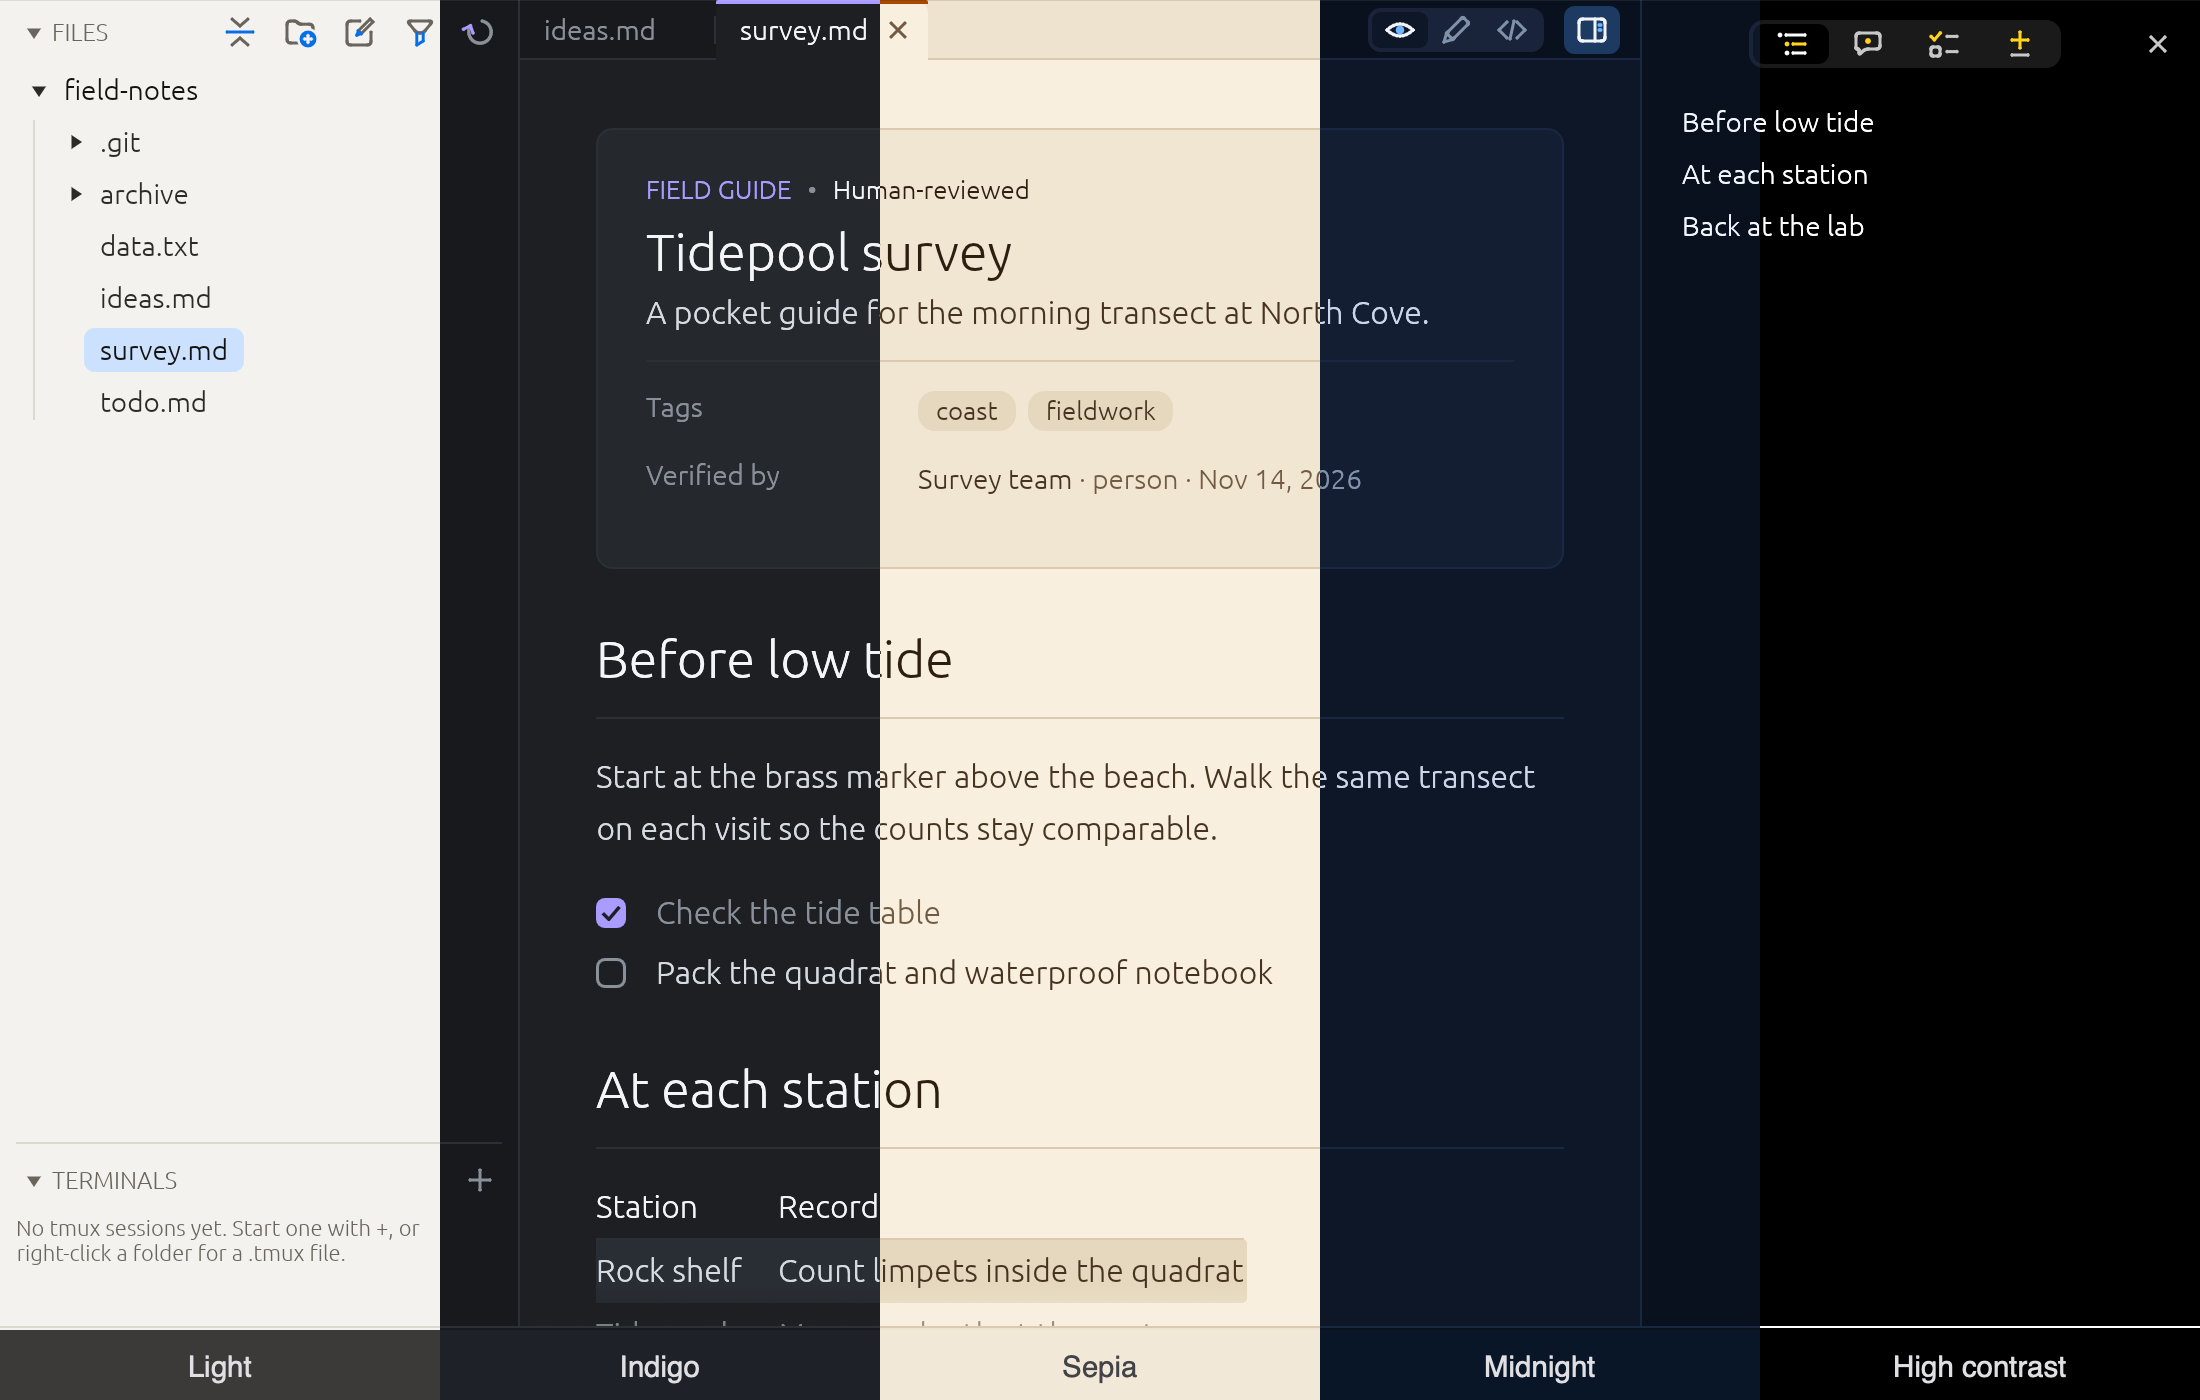 FILES
field-notes
.git
archive
data.txt
ideas.md
survey.md
todo.md
TERMINALS
No tmux sessions yet. Start one with +, or
right-click a folder for a .tmux file.
ideas.md
survey.md
FIELD GUIDE • Human-reviewed
Tidepool survey
A pocket guide for the morning transect at North Cove.
Tags coast fieldwork
Verified by Survey team · person · Nov 14, 2026
Before low tide
Start at the brass marker above the beach. Walk the same transect
on each visit so the counts stay comparable.
Check the tide table
Pack the quadrat and waterproof notebook
At each station
Station Record
Rock shelf Count limpets inside the quadrat
Before low tide
At each station
Back at the lab
Light Indigo Sepia Midnight High contrast